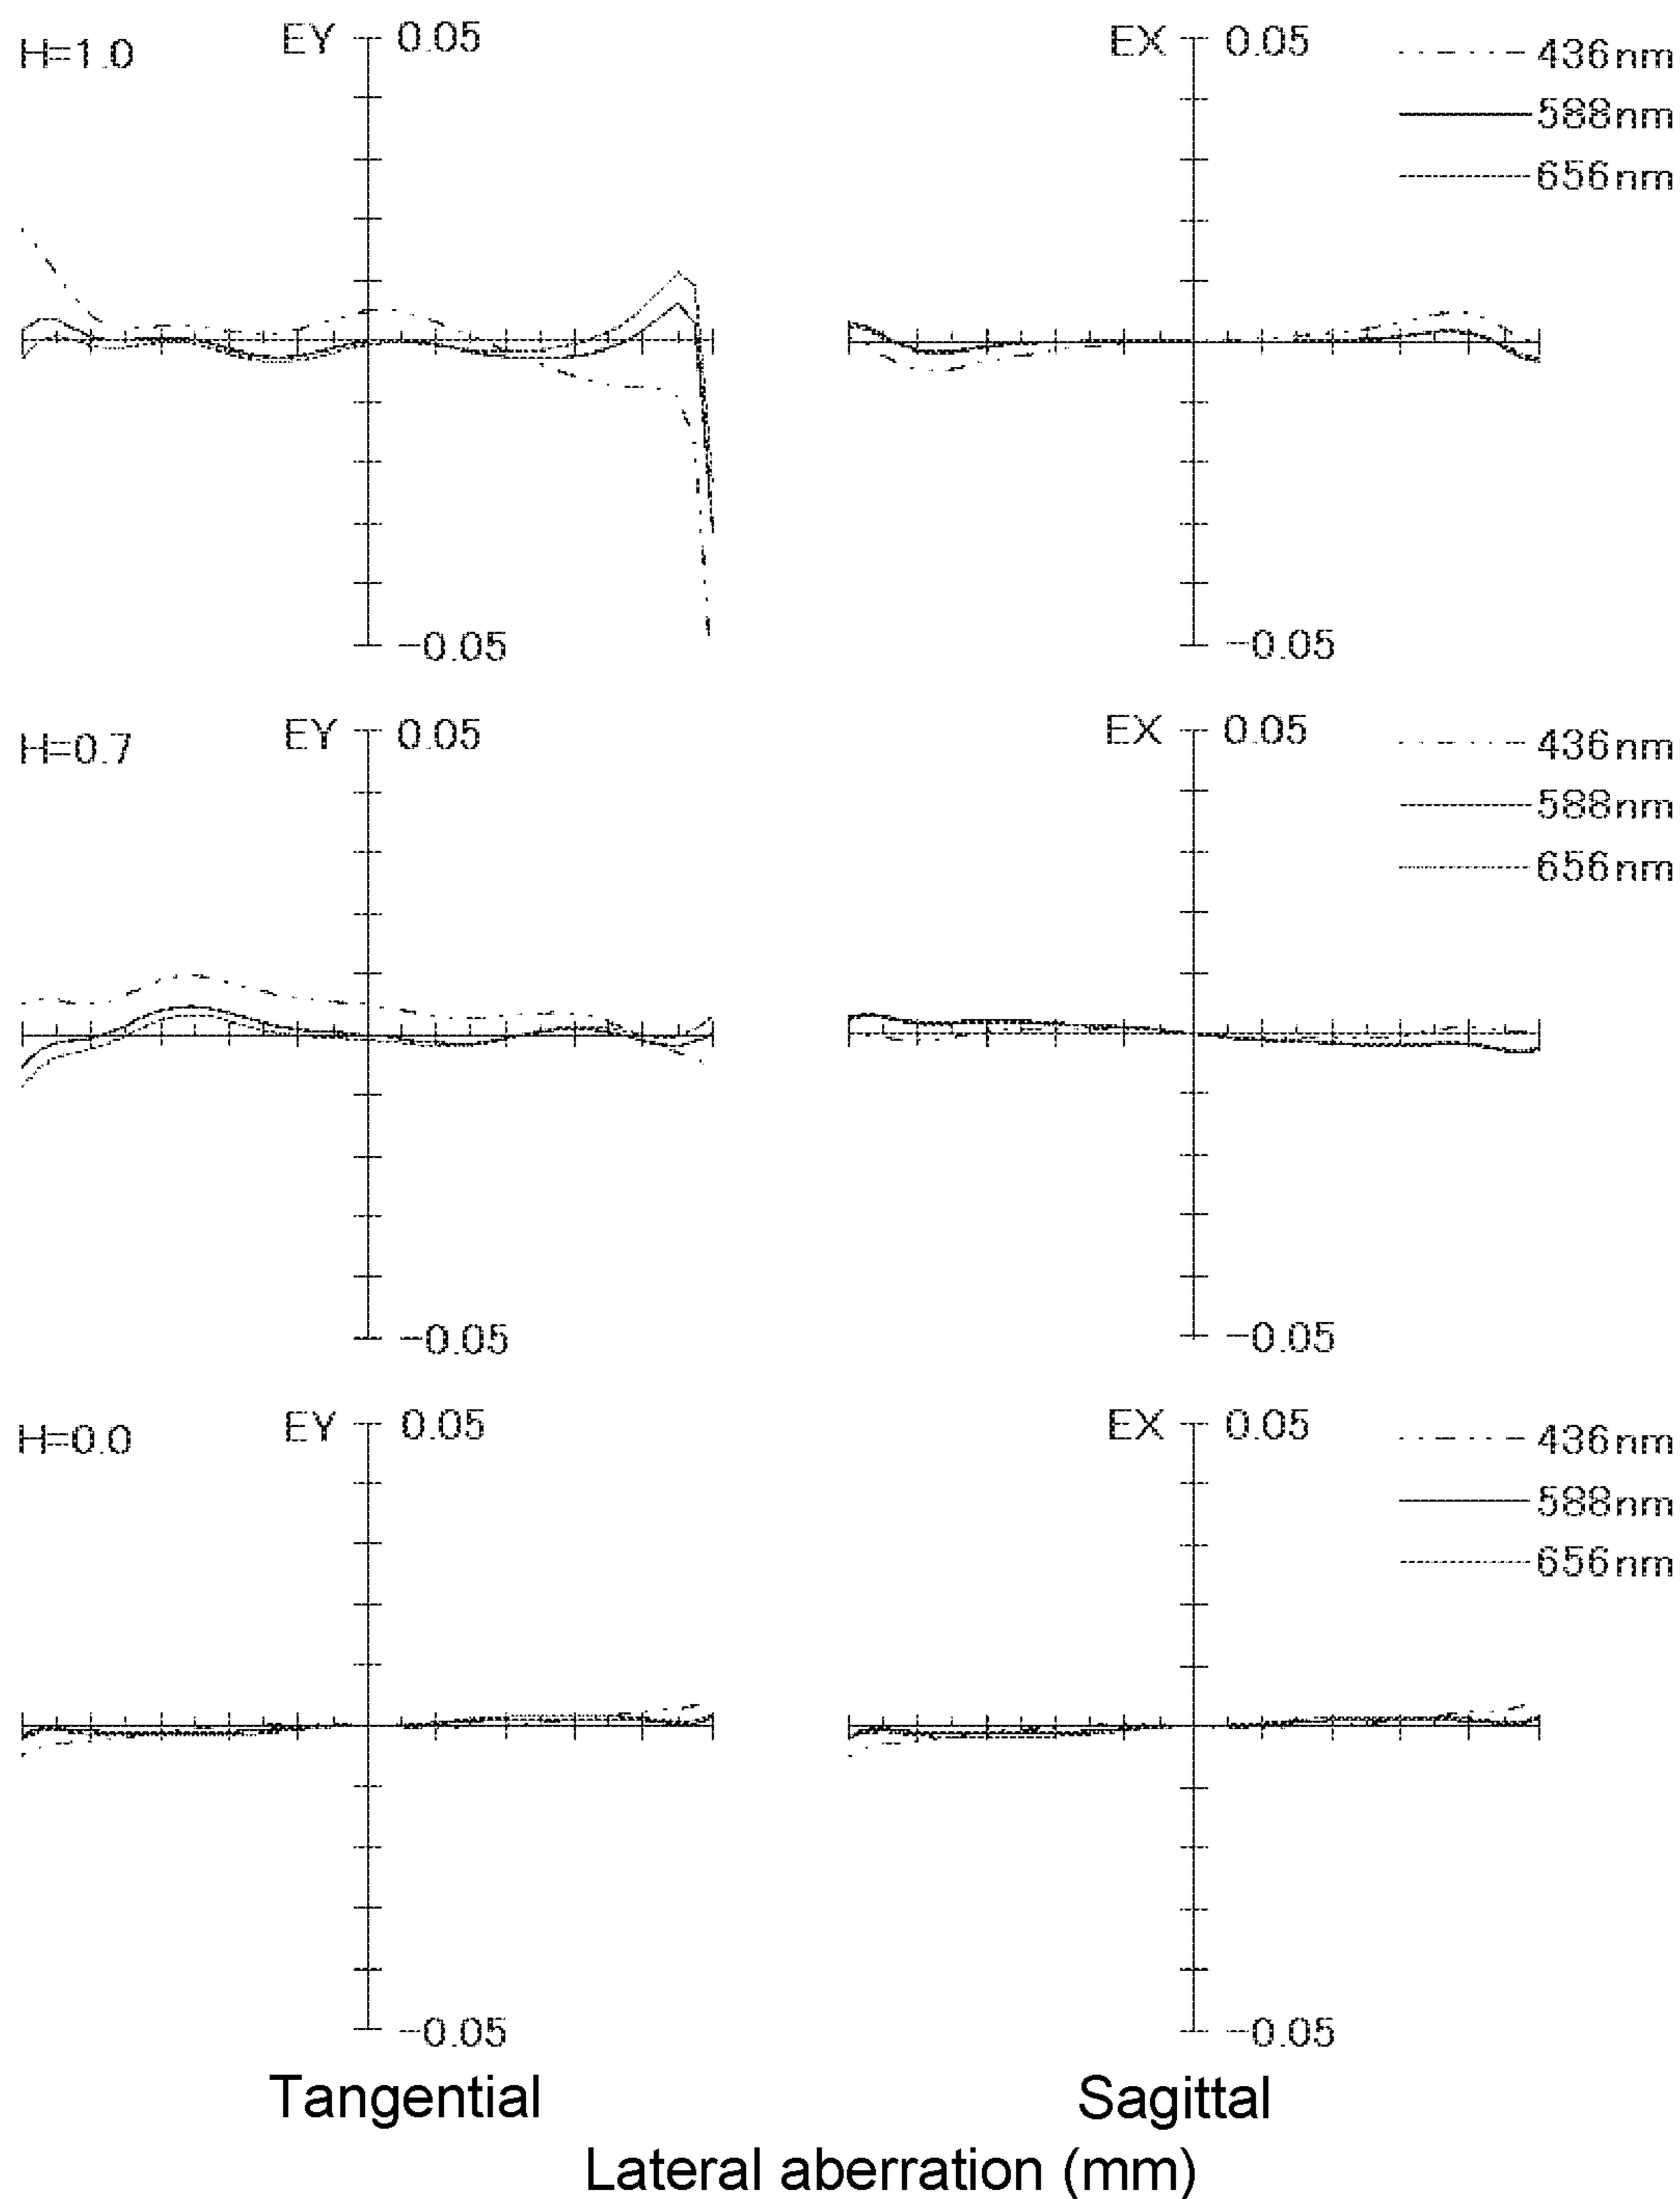 H=1.0
EY 0.05
-0.05
EX 0.05
-0.05
436nm
588nm
656nm
H=0.7
EY 0.05
-0.05
EX 0.05
-0.05
436nm
588nm
656nm
H=0.0
EY 0.05
-0.05
EX 0.05
-0.05
436nm
588nm
656nm
Tangential
Sagittal
Lateral aberration (mm)